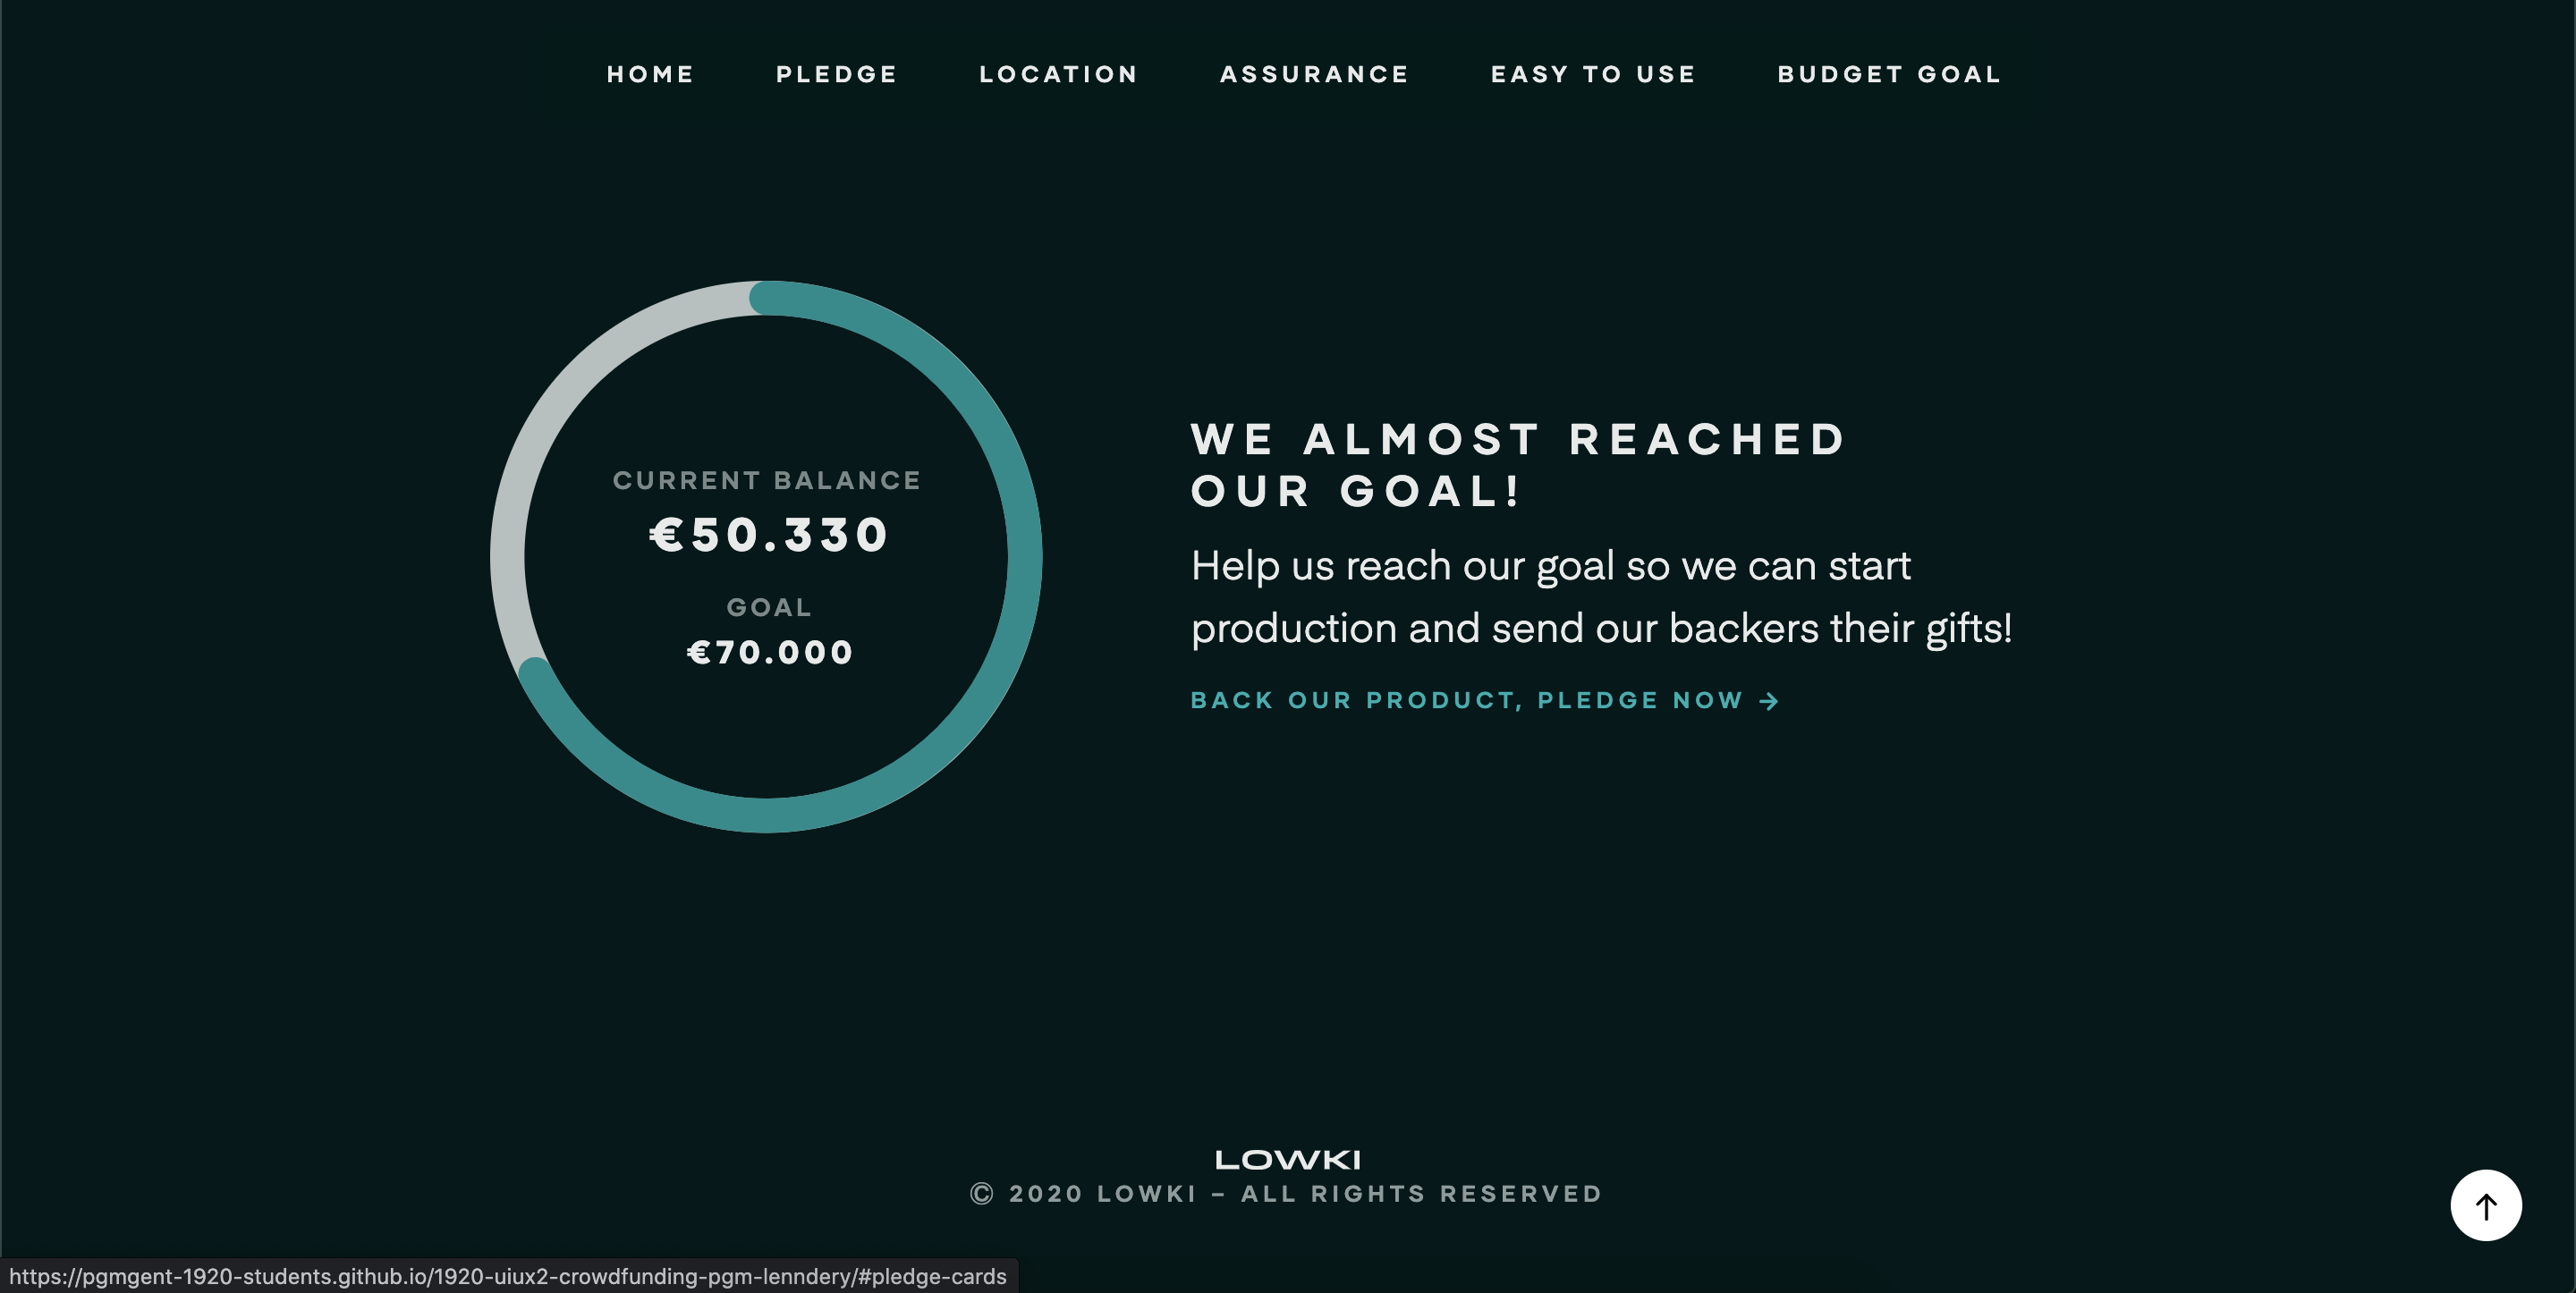 HOME PLEDGE LOCATION ASSURANCE EASY TO USE BUDGET GOAL
CURRENT BALANCE
€50.330
GOAL
€70.000
WE ALMOST REACHED
OUR GOAL!
Help us reach our goal so we can start
production and send our backers their gifts!
BACK OUR PRODUCT, PLEDGE NOW →
LOWKI
© 2020 LOWKI – ALL RIGHTS RESERVED
https://pgmgent-1920-students.github.io/1920-uiux2-crowdfunding-pgm-lenndery/#pledge-cards